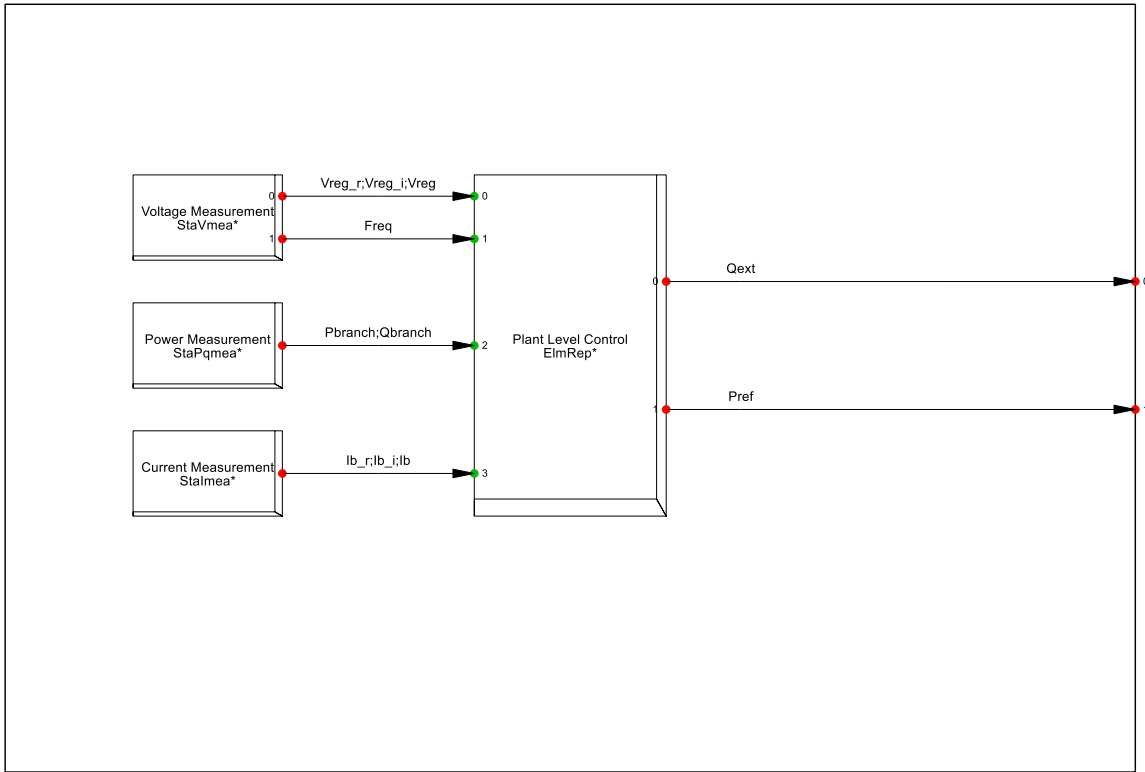 Vreg_r;Vreg_i;Vreg
0
0
Voltage Measurement
StaVmea*
Freq
1
1
Qext
0
Power Measurement
StaPqmea*
Pbranch;Qbranch
2
Plant Level Control
ElmRep*
Pref
1
Current Measurement
StaImea*
Ib_r;Ib_i;Ib
3